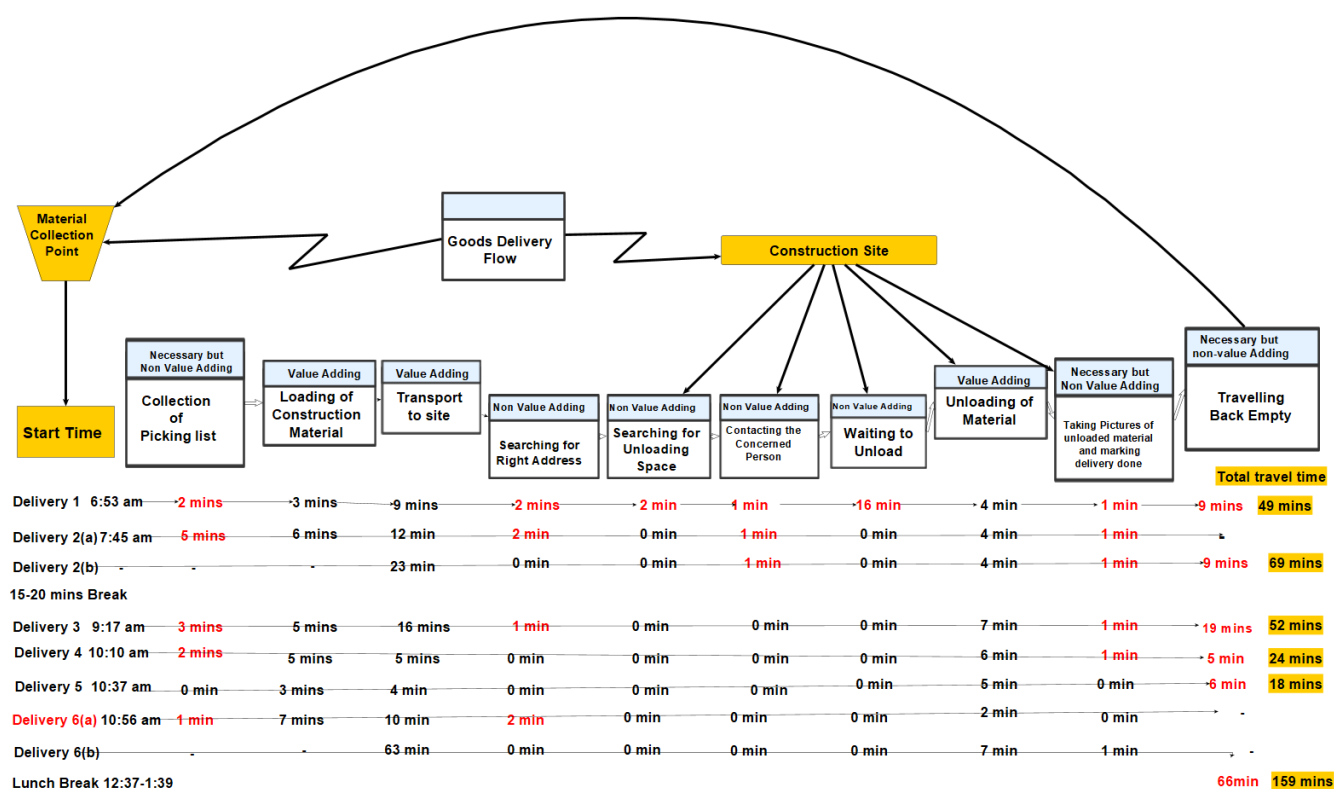 Material
Collection
Point
Goods Delivery
Flow
Construction Site
Start Time
Necessary but
Non Value Adding
Collection
of
Picking list
Value Adding
Loading of
Construction
Material
Value Adding
Transport
to site
Non Value Adding
Searching for
Right Address
Non Value Adding
Searching for
Unloading
Space
Non Value Adding
Contacting the
Concerned
Person
Non Value Adding
Waiting to
Unload
Value Adding
Unloading of
Material
Necessary but
Non Value Adding
Taking Pictures of
unloaded material
and marking
delivery done
Necessary but
non-value Adding
Travelling
Back Empty
Total travel time
Delivery 1 6:53 am 2 mins 3 mins 9 mins 2 mins 2 min 1 min 16 min 4 min 1 min 9 mins 49 mins
Delivery 2(a) 7:45 am 5 mins 6 mins 12 min 2 min 0 min 1 min 0 min 4 min 1 min -
Delivery 2(b) - - - 23 min 0 min 0 min 1 min 0 min 4 min 1 min 9 mins 69 mins
15-20 mins Break
Delivery 3 9:17 am 3 mins 5 mins 16 mins 1 min 0 min 0 min 0 min 7 min 1 min 19 mins 52 mins
Delivery 4 10:10 am 2 mins 5 mins 5 mins 0 min 0 min 0 min 0 min 6 min 1 min 5 min 24 mins
Delivery 5 10:37 am 0 min 3 mins 4 min 0 min 0 min 0 min 0 min 5 min 0 min 6 min 18 mins
Delivery 6(a) 10:56 am 1 min 7 mins 10 min 2 min 0 min 0 min 0 min 2 min 0 min -
Delivery 6(b) - - 63 min 0 min 0 min 0 min 0 min 7 min 1 min - -
Lunch Break 12:37-1:39 66min 159 mins